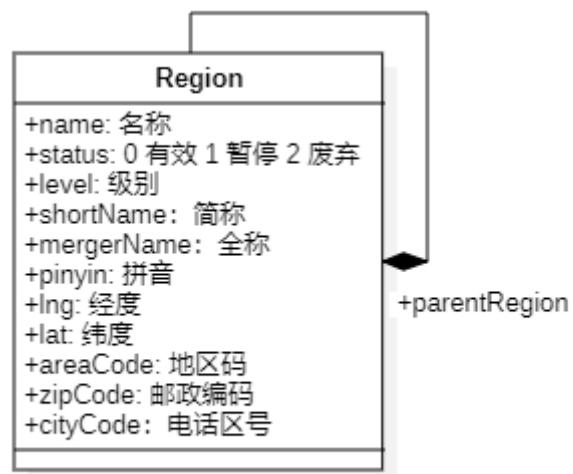 Region
+name: 名称
+status: 0 有效 1 暂停 2 废弃
+level: 级别
+shortName：简称
+mergerName：全称
+pinyin: 拼音
+lng: 经度
+lat: 纬度
+areaCode: 地区码
+zipCode: 邮政编码
+cityCode：电话区号
+parentRegion